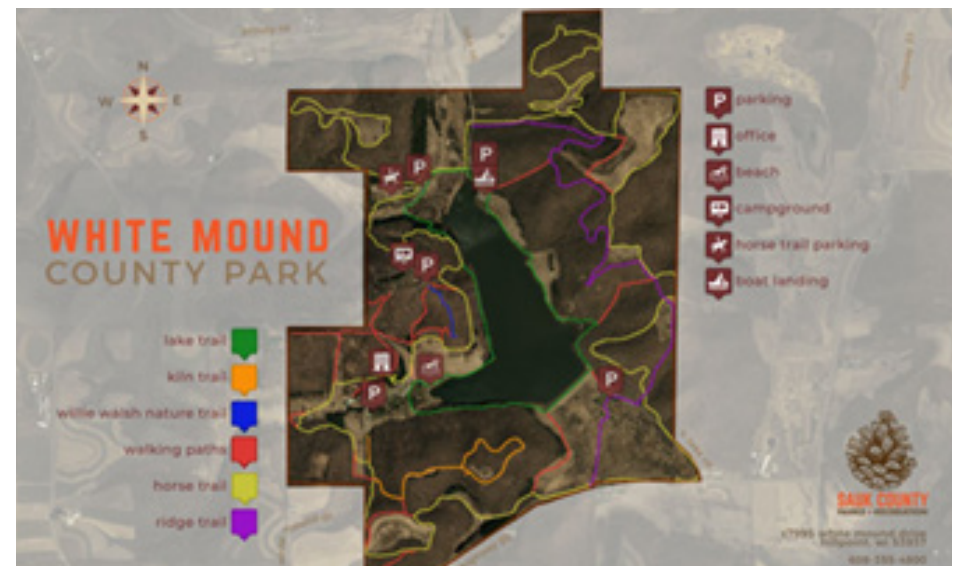 N
W E
S
WHITE MOUND
COUNTY PARK
lake trail
kiln trail
willie walsh nature trail
walking paths
horse trail
ridge trail
P parking
office
beach
campground
horse trail parking
boat landing
P
P
P
P
P
SAUK COUNTY